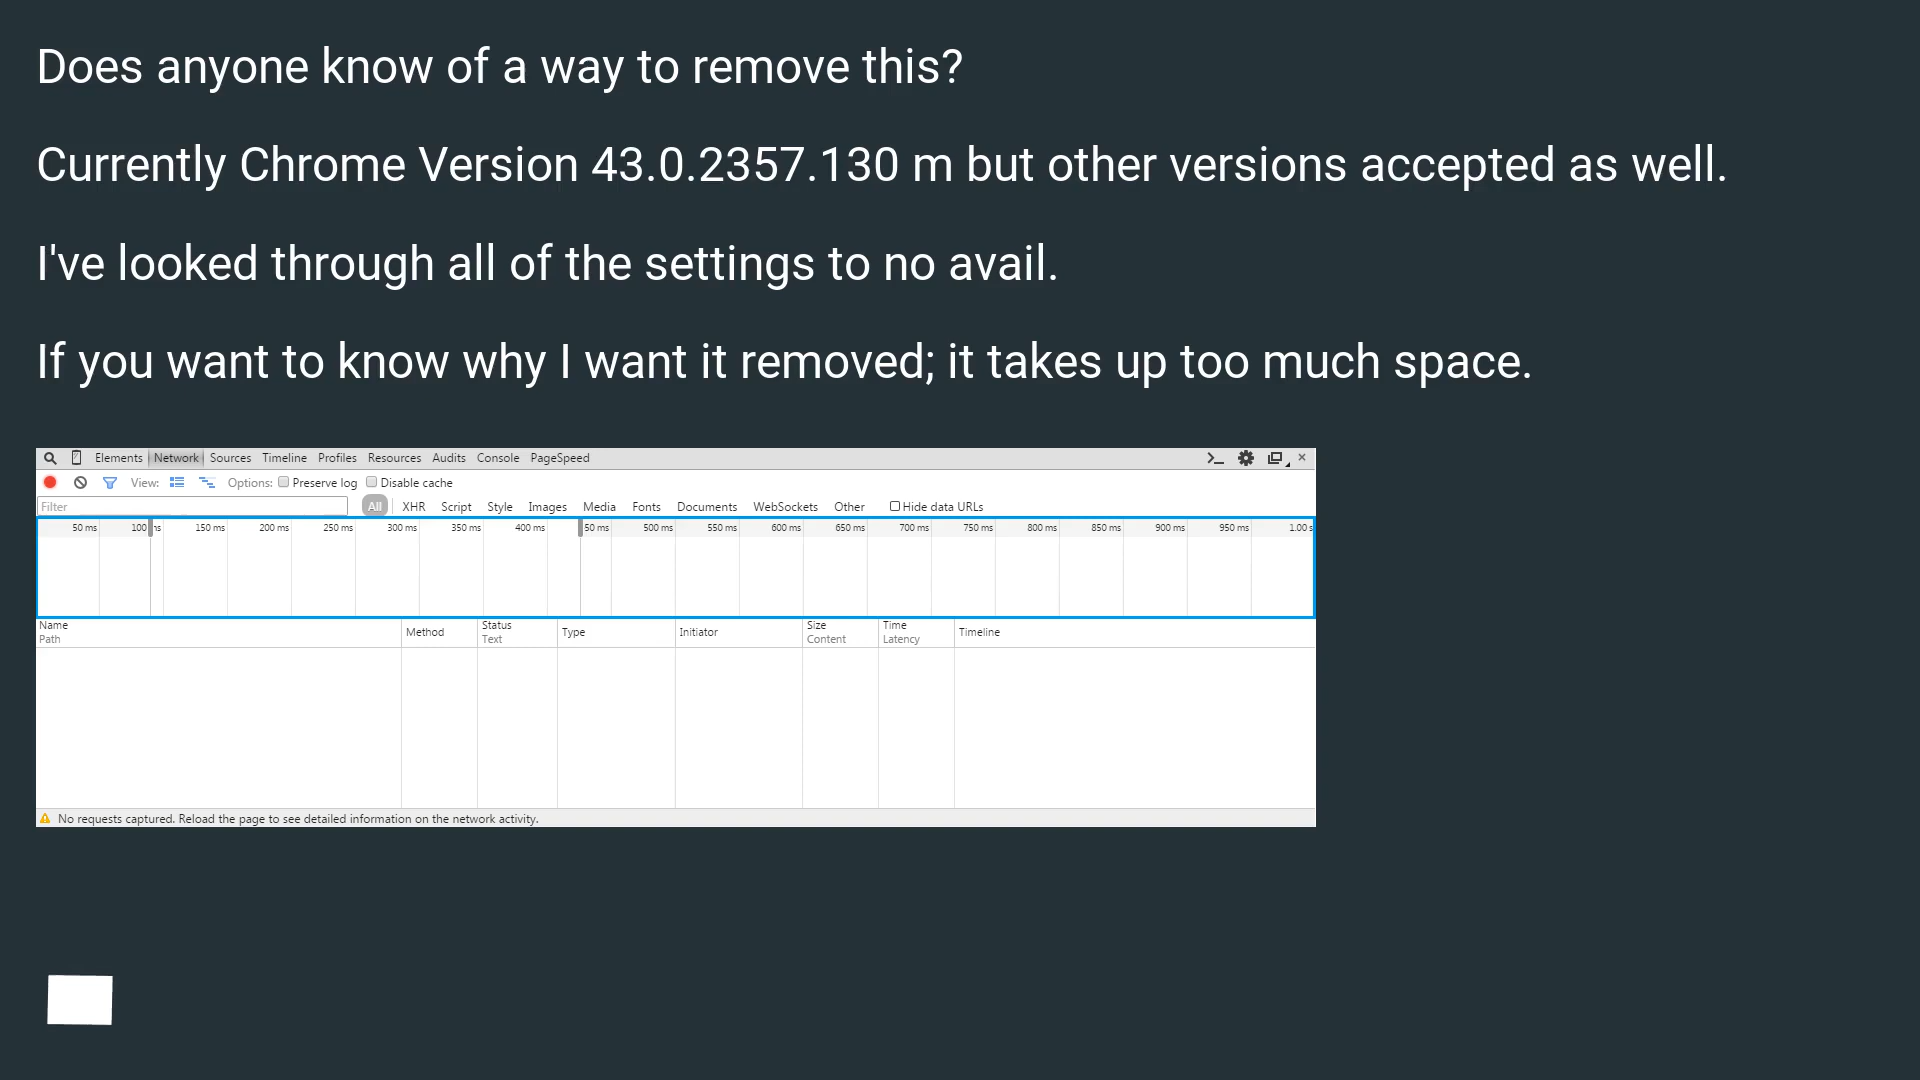 Does anyone know of a way to remove this?
Currently Chrome Version 43.0.2357.130 m but other versions accepted as well.
I've looked through all of the settings to no avail.
If you want to know why I want it removed; it takes up too much space.
Elements Network Sources Timeline Profiles Resources Audits Console PageSpeed
View: Options: Preserve log Disable cache
Filter All XHR Script Style Images Media Fonts Documents WebSockets Other Hide data URLs
50 ms 100 ms 150 ms 200 ms 250 ms 300 ms 350 ms 400 ms 50 ms 500 ms 550 ms 600 ms 650 ms 700 ms 750 ms 800 ms 850 ms 900 ms 950 ms 1.00 s
Name Method Status Type Initiator Size Time Timeline
Path Text Content Latency
No requests captured. Reload the page to see detailed information on the network activity.